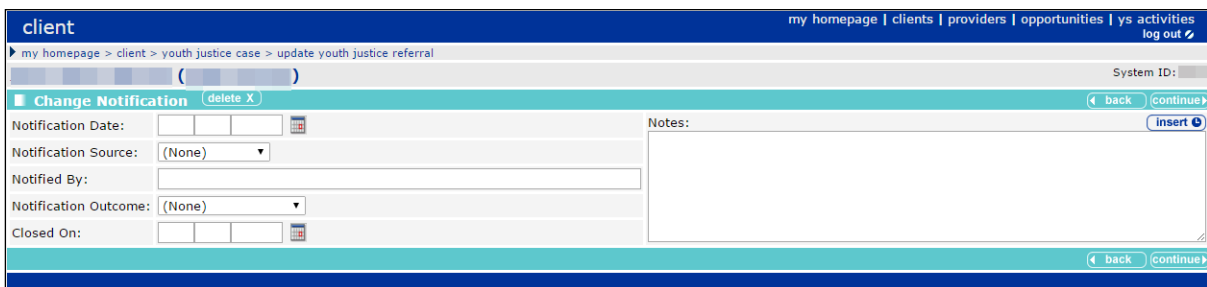 client
my homepage | clients | providers | opportunities | ys activities
log out
my homepage > client > youth justice case > update youth justice referral
( )
System ID:
Change Notification
delete X
back
continue
Notification Date:
Notification Source: (None)
Notified By:
Notification Outcome: (None)
Closed On:
Notes:
insert
back
continue